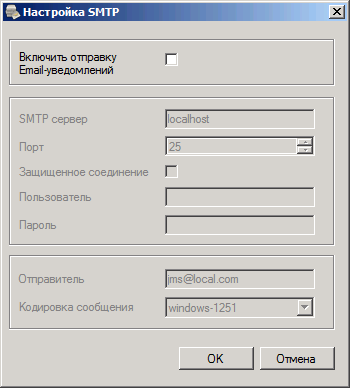 Настройка SMTP
Включить отправку
Email-уведомлений
SMTP сервер localhost
Порт 25
Защищенное соединение
Пользователь
Пароль
Отправитель jms@local.com
Кодировка сообщения windows-1251
OK Отмена